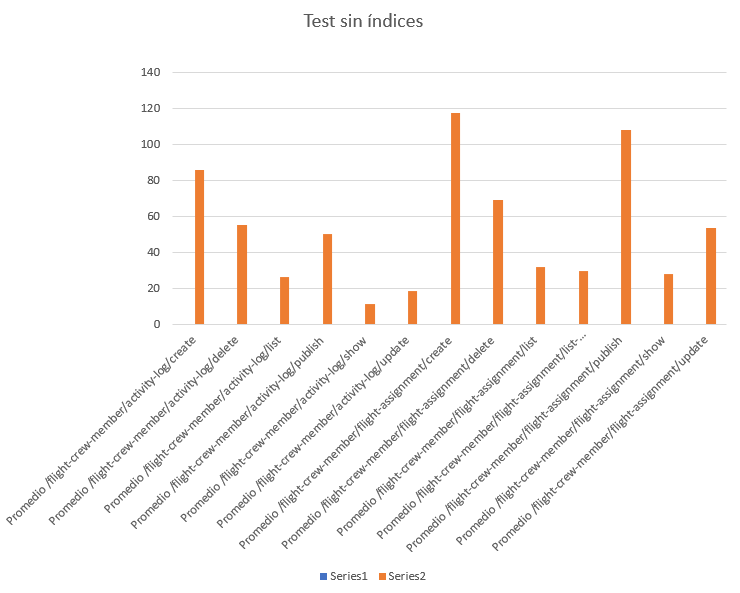 Test sin índices
140
120
100
80
60
40
20
0
Promedio /flight-crew-member/activity-log/create
Promedio /flight-crew-member/activity-log/delete
Promedio /flight-crew-member/activity-log/list
Promedio /flight-crew-member/activity-log/publish
Promedio /flight-crew-member/activity-log/show
Promedio /flight-crew-member/activity-log/update
Promedio /flight-crew-member/flight-assignment/create
Promedio /flight-crew-member/flight-assignment/delete
Promedio /flight-crew-member/flight-assignment/list
Promedio /flight-crew-member/flight-assignment/list-...
Promedio /flight-crew-member/flight-assignment/publish
Promedio /flight-crew-member/flight-assignment/show
Promedio /flight-crew-member/flight-assignment/update
Series1 Series2